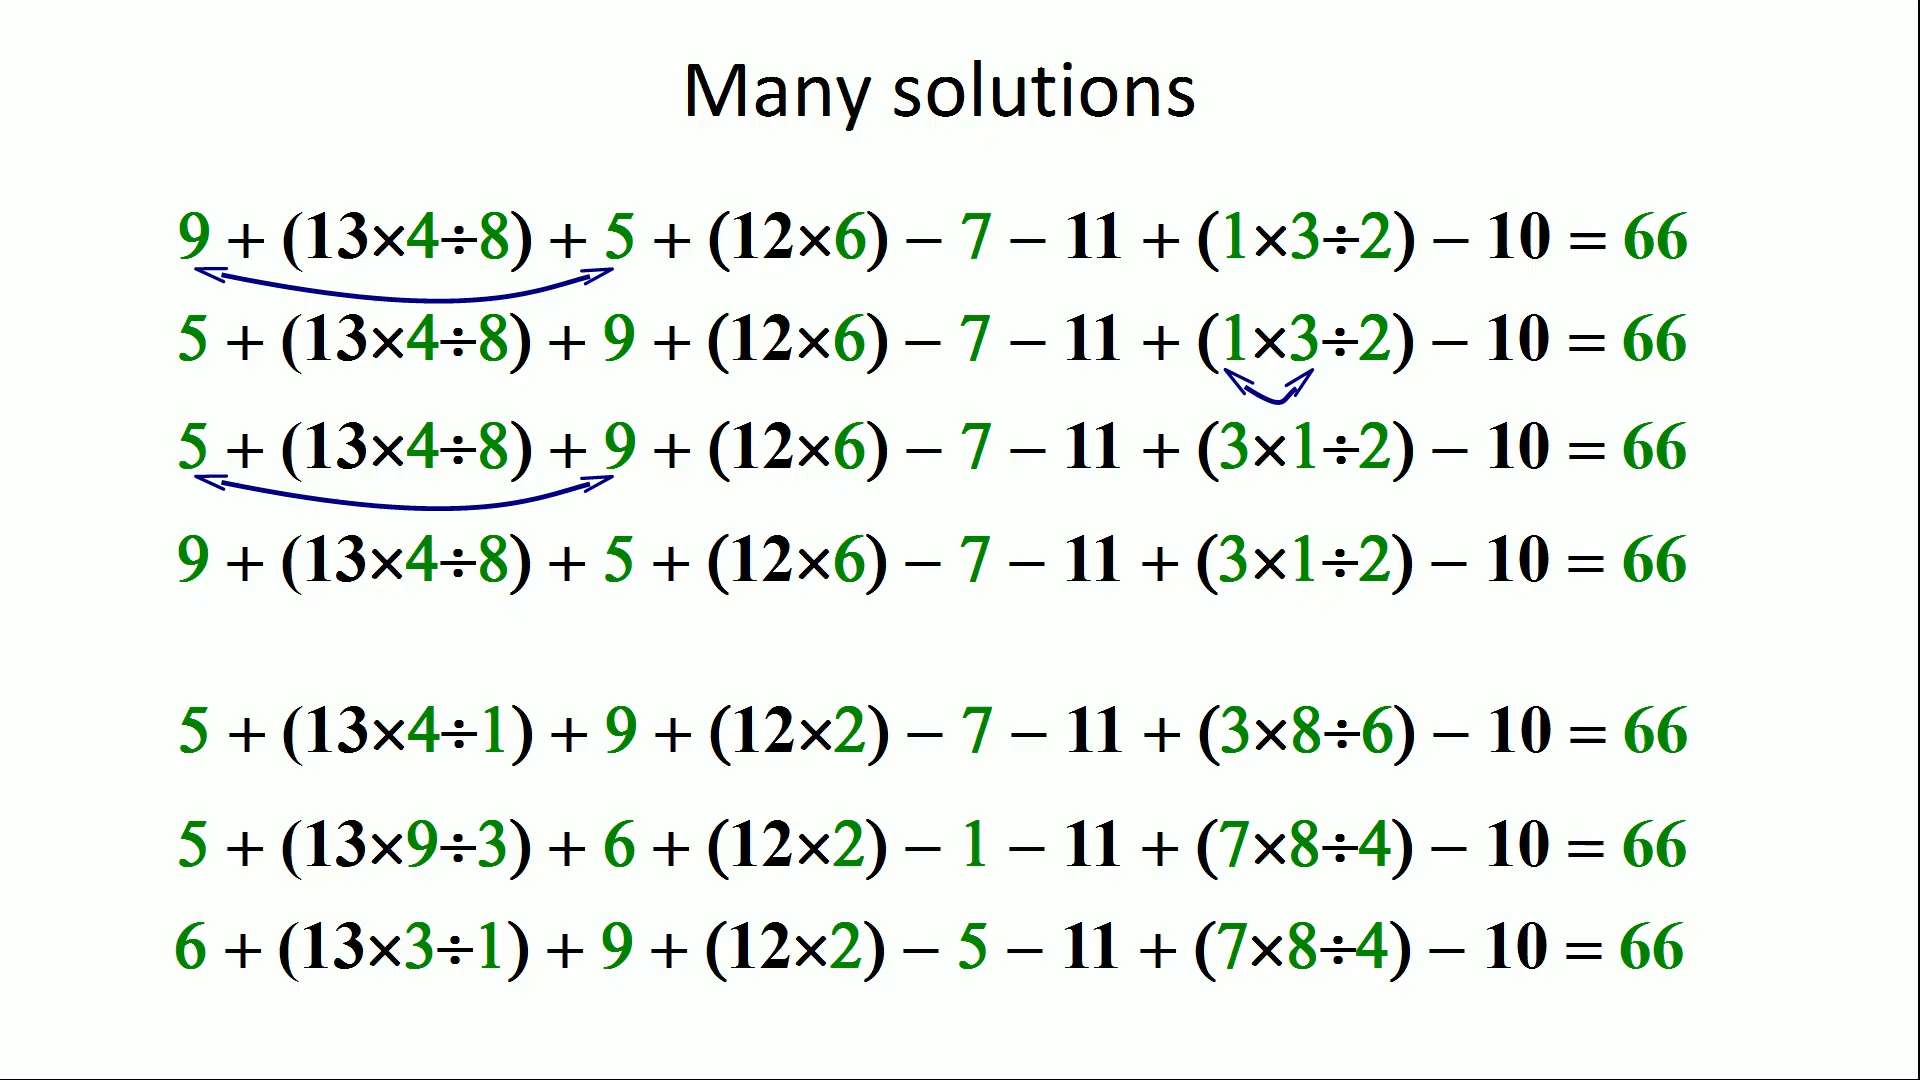 Many solutions
9 + (13×4÷8) + 5 + (12×6) − 7 − 11 + (1×3÷2) − 10 = 66
5 + (13×4÷8) + 9 + (12×6) − 7 − 11 + (1×3÷2) − 10 = 66
5 + (13×4÷8) + 9 + (12×6) − 7 − 11 + (3×1÷2) − 10 = 66
9 + (13×4÷8) + 5 + (12×6) − 7 − 11 + (3×1÷2) − 10 = 66
5 + (13×4÷1) + 9 + (12×2) − 7 − 11 + (3×8÷6) − 10 = 66
5 + (13×9÷3) + 6 + (12×2) − 1 − 11 + (7×8÷4) − 10 = 66
6 + (13×3÷1) + 9 + (12×2) − 5 − 11 + (7×8÷4) − 10 = 66